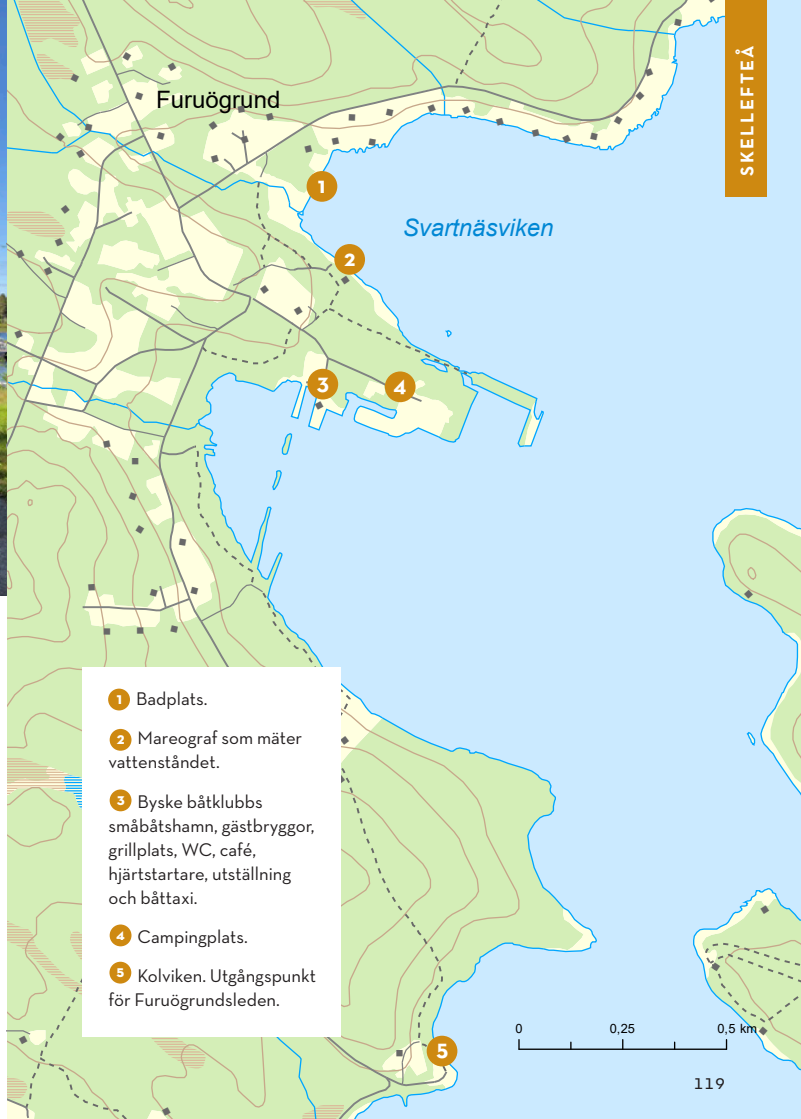 SKELLEFTEÅ
Furuögrund
1
Svartnäsviken
2
3
4
1 Badplats.
2 Mareograf som mäter
vattenståndet.
3 Byske båtklubbs
småbåtshamn, gästbryggor,
grillplats, WC, café,
hjärtstartare, utställning
och båttaxi.
4 Campingplats.
5 Kolviken. Utgångspunkt
för Furuögrundsleden.
0 0,25 0,5 km
5
119